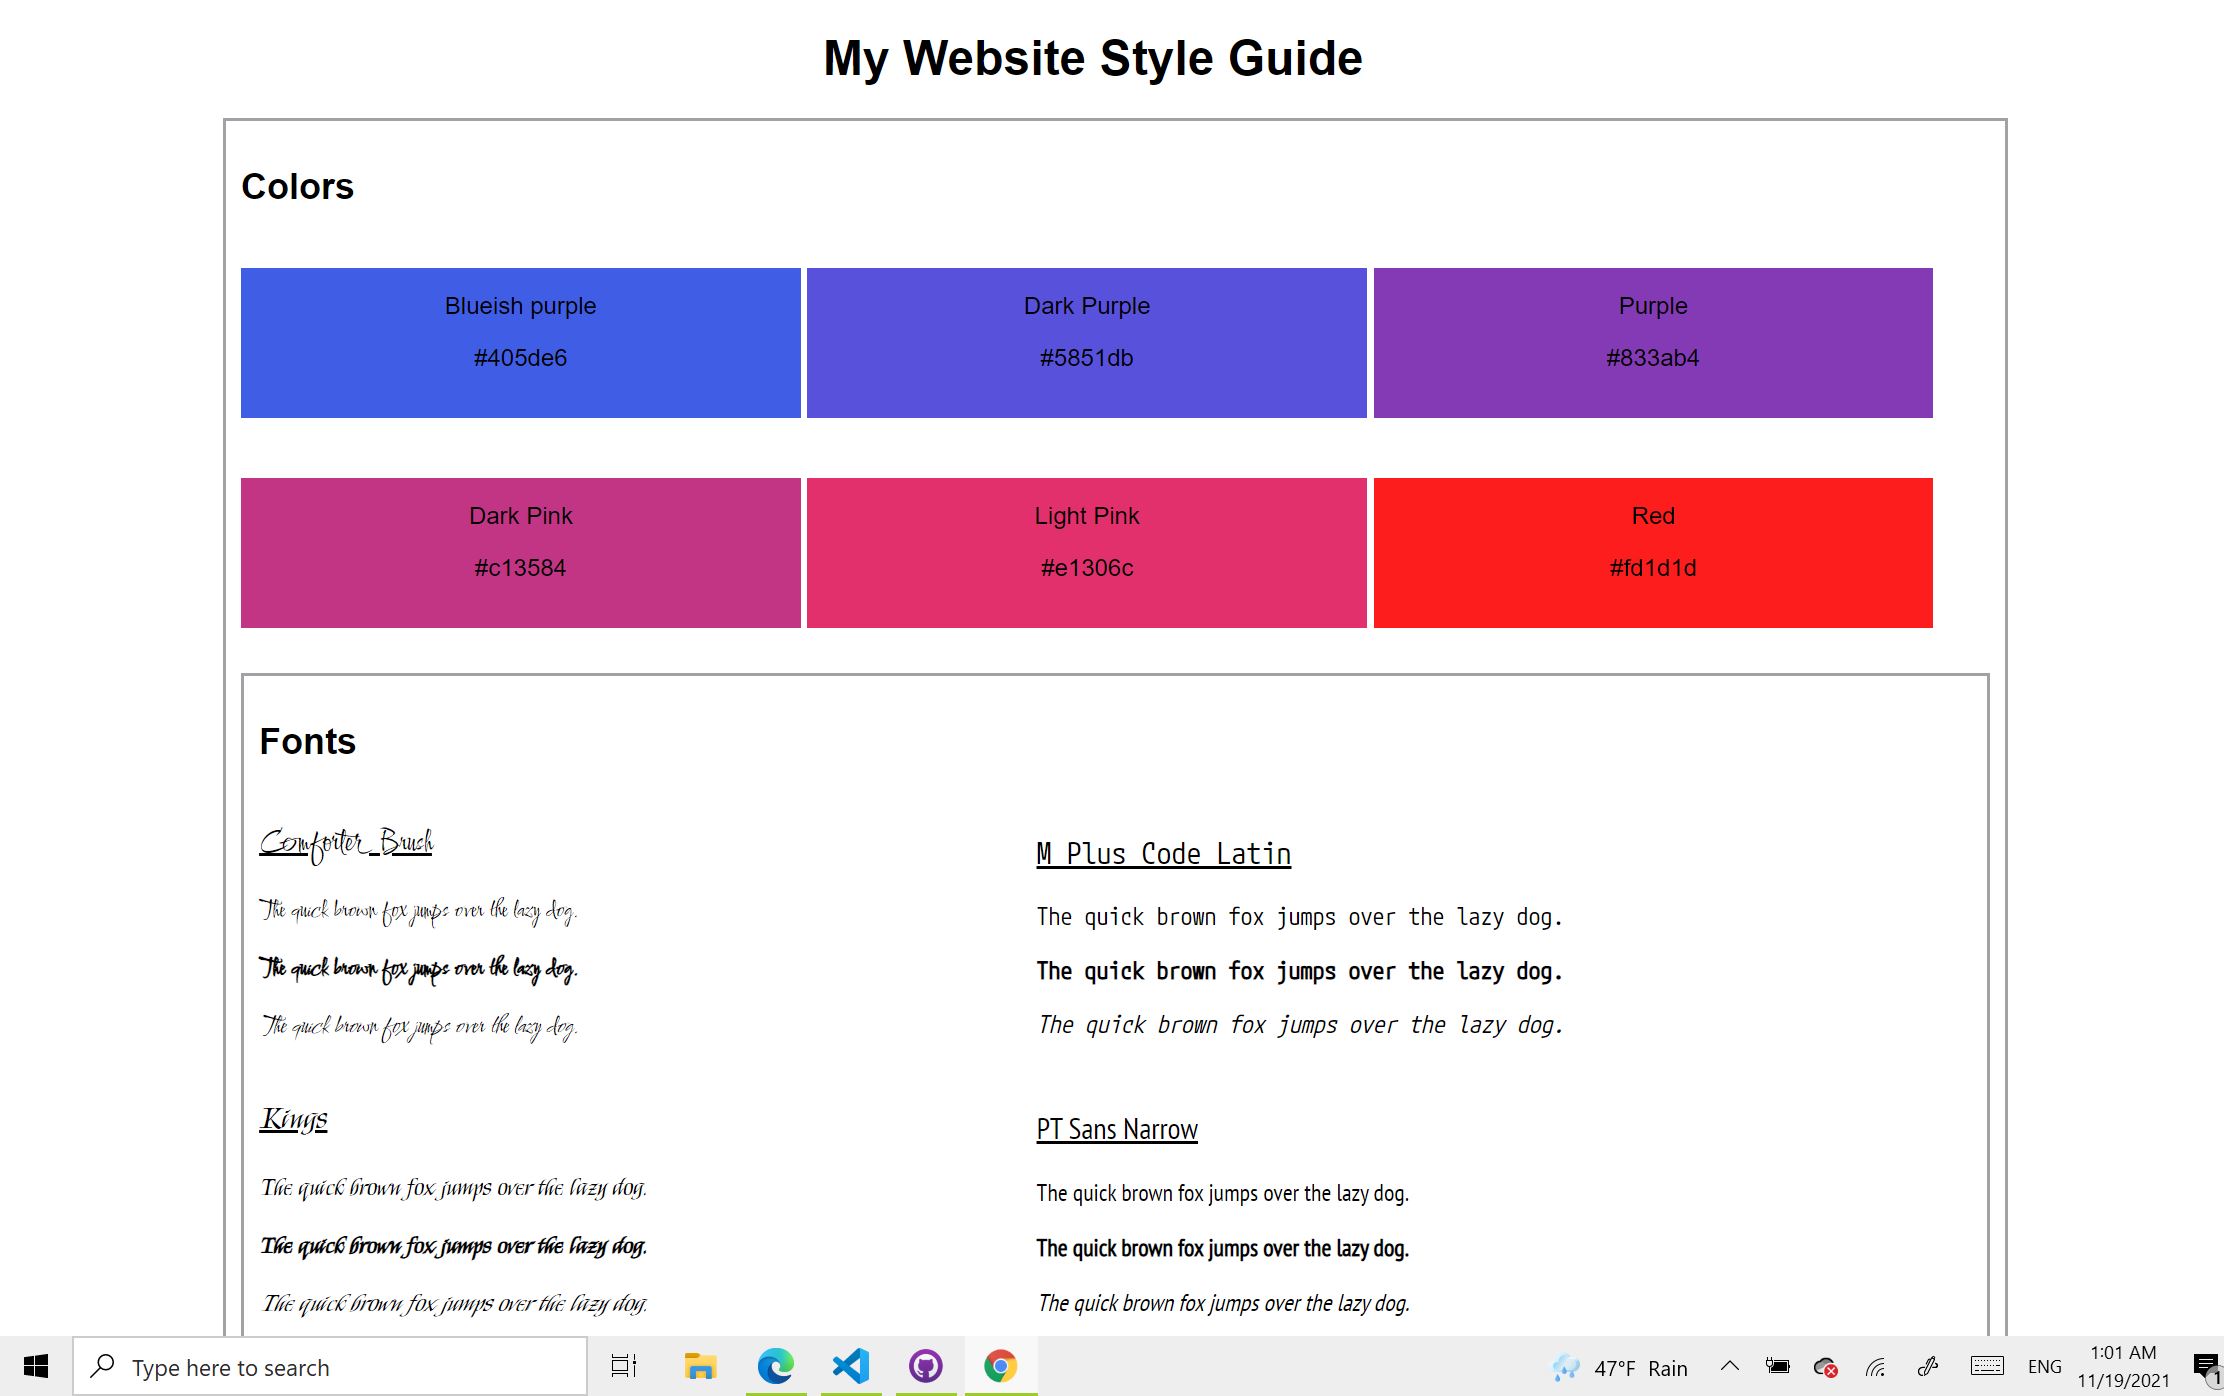 My Website Style Guide
Colors
Blueish purple
#405de6
Dark Purple
#5851db
Purple
#833ab4
Dark Pink
#c13584
Light Pink
#e1306c
Red
#fd1d1d
Fonts
Comforter Brush
The quick brown fox jumps over the lazy dog.
The quick brown fox jumps over the lazy dog.
The quick brown fox jumps over the lazy dog.
M Plus Code Latin
The quick brown fox jumps over the lazy dog.
The quick brown fox jumps over the lazy dog.
The quick brown fox jumps over the lazy dog.
Kings
The quick brown fox jumps over the lazy dog.
The quick brown fox jumps over the lazy dog.
The quick brown fox jumps over the lazy dog.
PT Sans Narrow
The quick brown fox jumps over the lazy dog.
The quick brown fox jumps over the lazy dog.
The quick brown fox jumps over the lazy dog.
Type here to search
47°F Rain
ENG
1:01 AM
11/19/2021
1